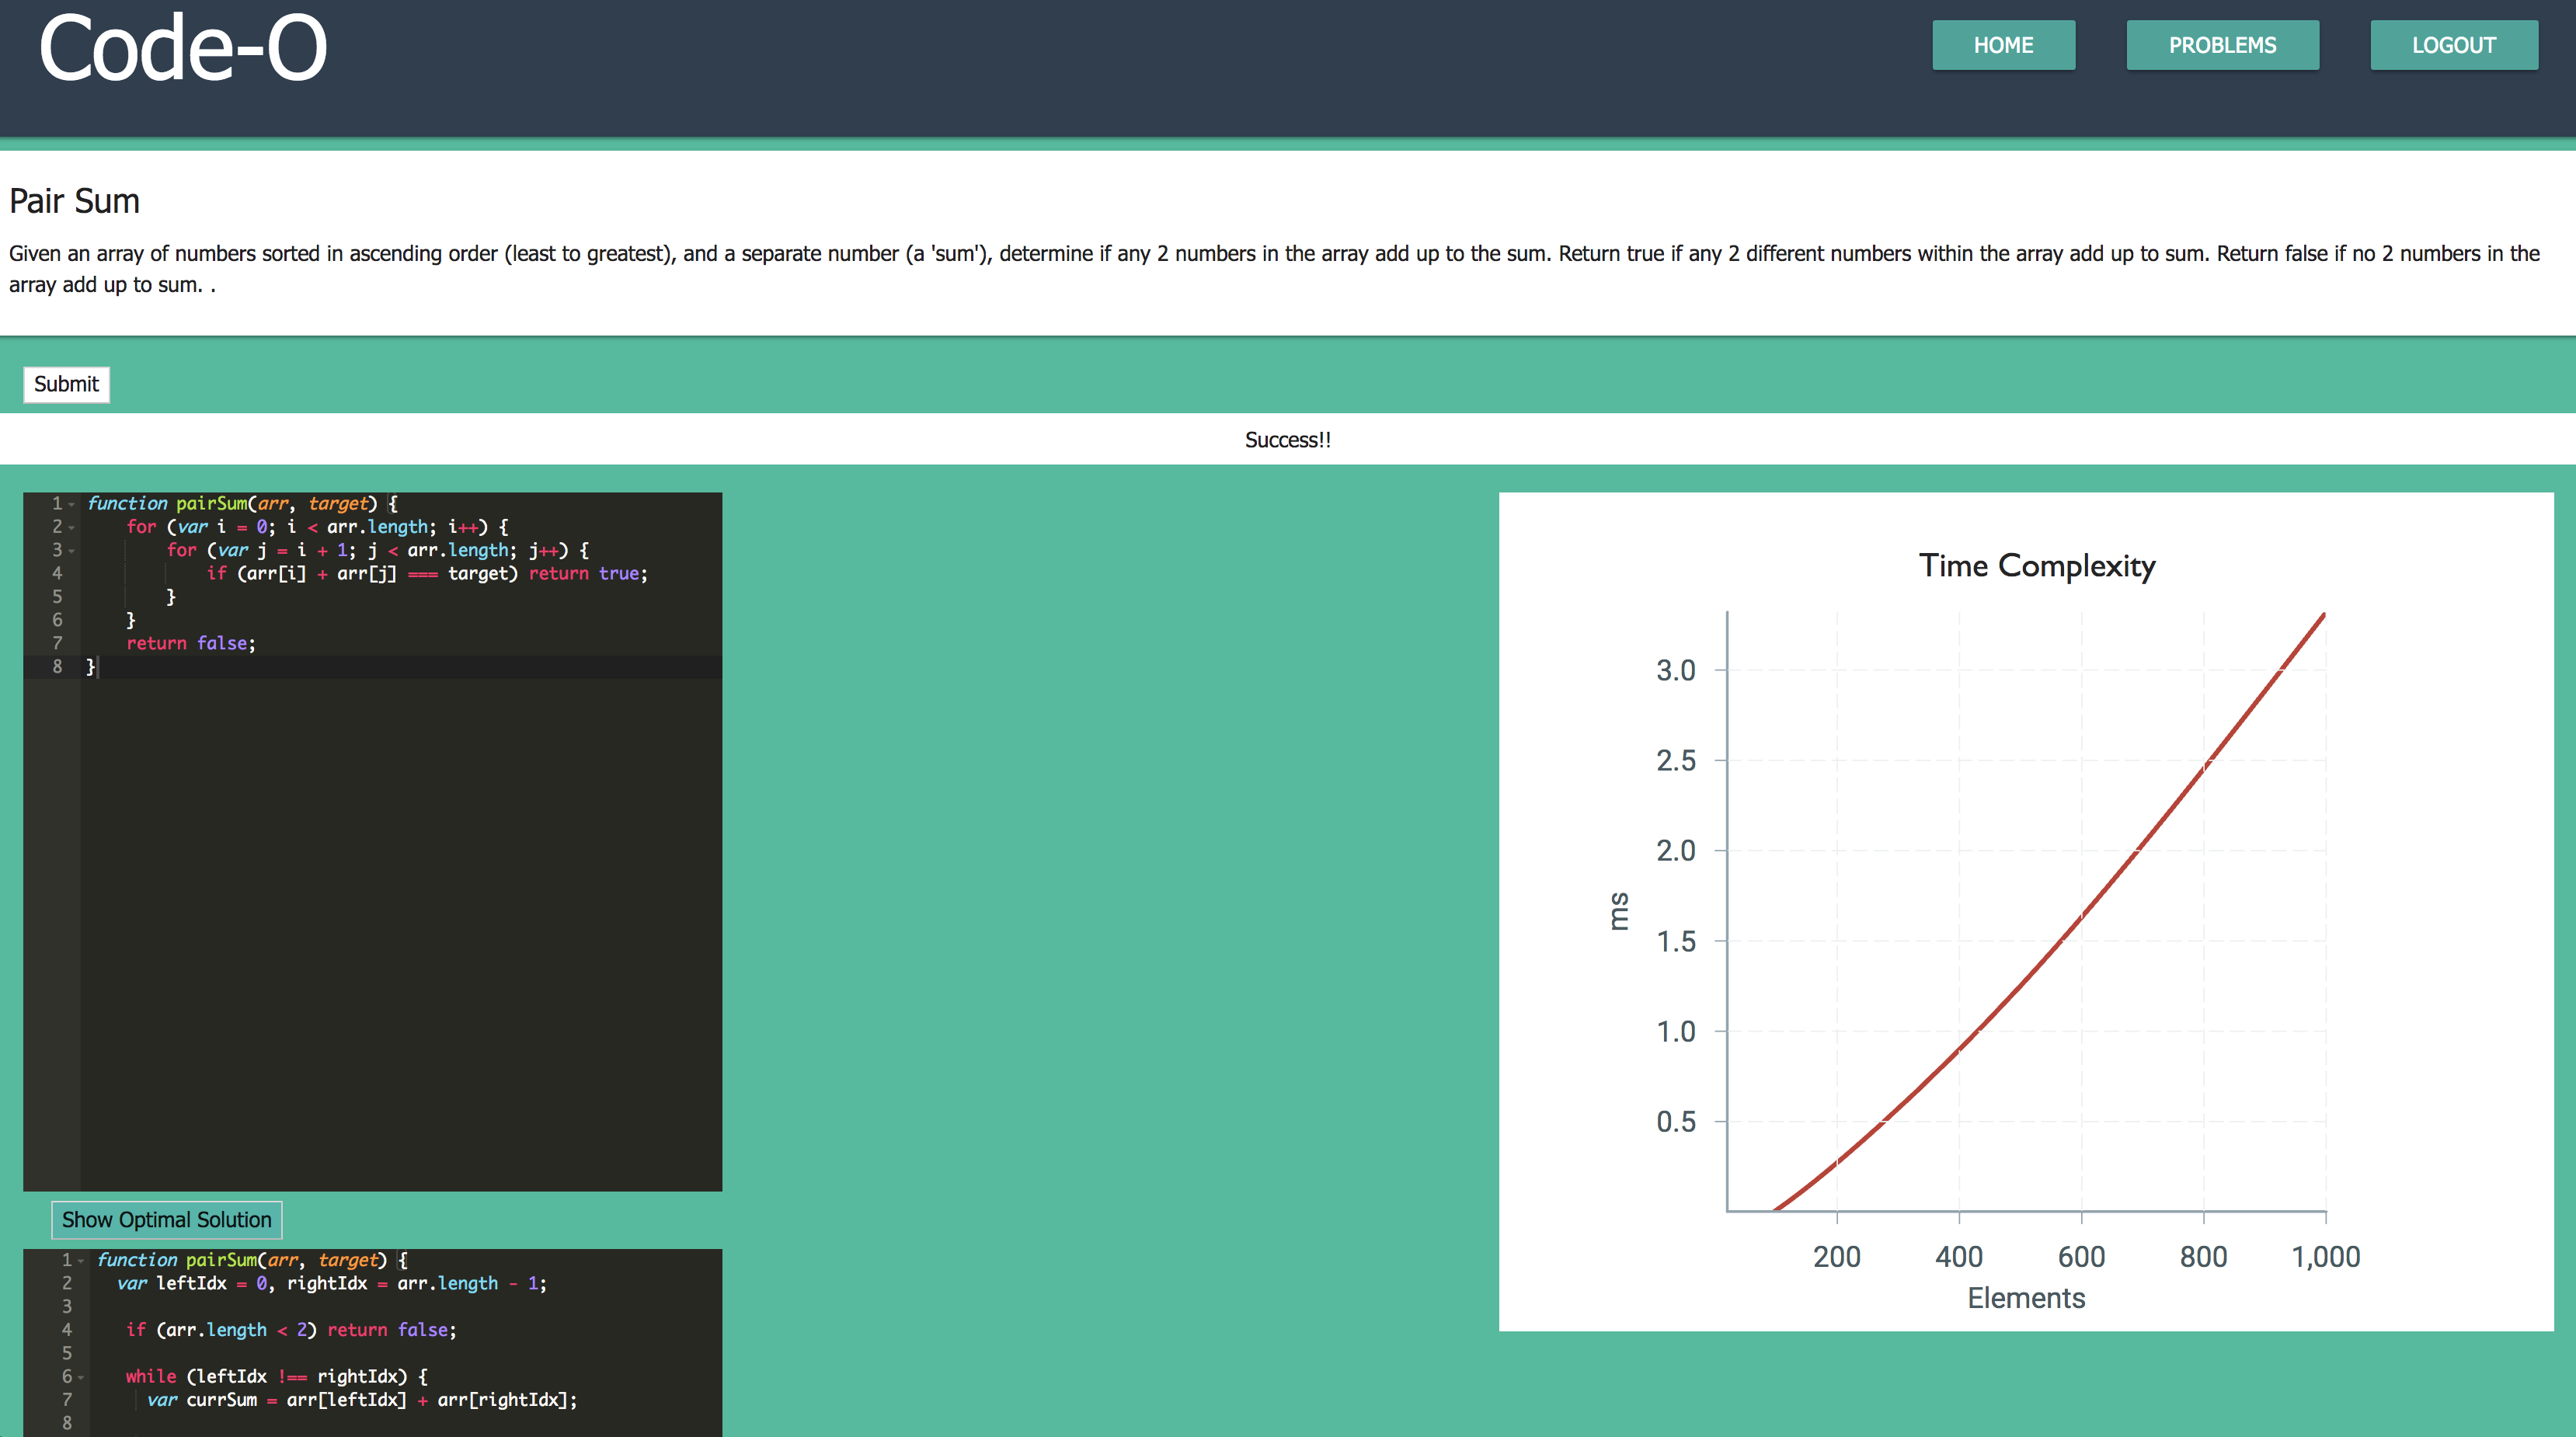 Code-O
HOME
PROBLEMS
LOGOUT
Pair Sum
Given an array of numbers sorted in ascending order (least to greatest), and a separate number (a 'sum'), determine if any 2 numbers in the array add up to the sum. Return true if any 2 different numbers within the array add up to sum. Return false if no 2 numbers in the
array add up to sum. .
Submit
Success!!
1 function pairSum(arr, target) {
2 for (var i = 0; i < arr.length; i++) {
3 for (var j = i + 1; j < arr.length; j++) {
4 if (arr[i] + arr[j] === target) return true;
5 }
6 }
7 return false;
8 }
Show Optimal Solution
1 function pairSum(arr, target) {
2 var leftIdx = 0, rightIdx = arr.length - 1;
3
4 if (arr.length < 2) return false;
5
6 while (leftIdx !== rightIdx) {
7 var currSum = arr[leftIdx] + arr[rightIdx];
8
Time Complexity
3.0
2.5
2.0
1.5
1.0
0.5
ms
200 400 600 800 1,000
Elements